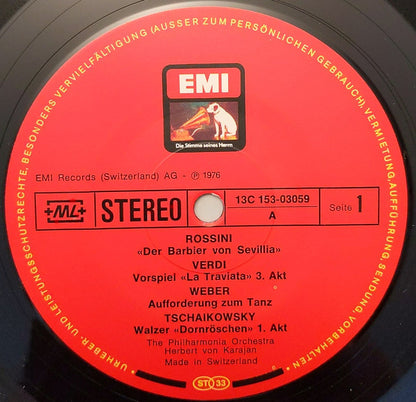 URHEBER- UND LEISTUNGSSCHUTZRECHTE, BESONDERS VERVIELFÄLTIGUNG (AUSSER ZUM PERSÖNLICHEN GEBRAUCH), VERMIETUNG, AUFFÜHRUNG, SENDUNG, VORBEHALTEN ·
EMI
Die Stimme seines Herrn
EMI Records (Switzerland) AG - ℗ 1976
+ML+
STEREO
13C 153-03059
A
Seite 1
ROSSINI
«Der Barbier von Sevillia»
VERDI
Vorspiel «La Traviata» 3. Akt
WEBER
Aufforderung zum Tanz
TSCHAIKOWSKY
Walzer «Dornröschen» 1. Akt
The Philharmonia Orchestra
Herbert von Karajan
Made in Switzerland
STO 33